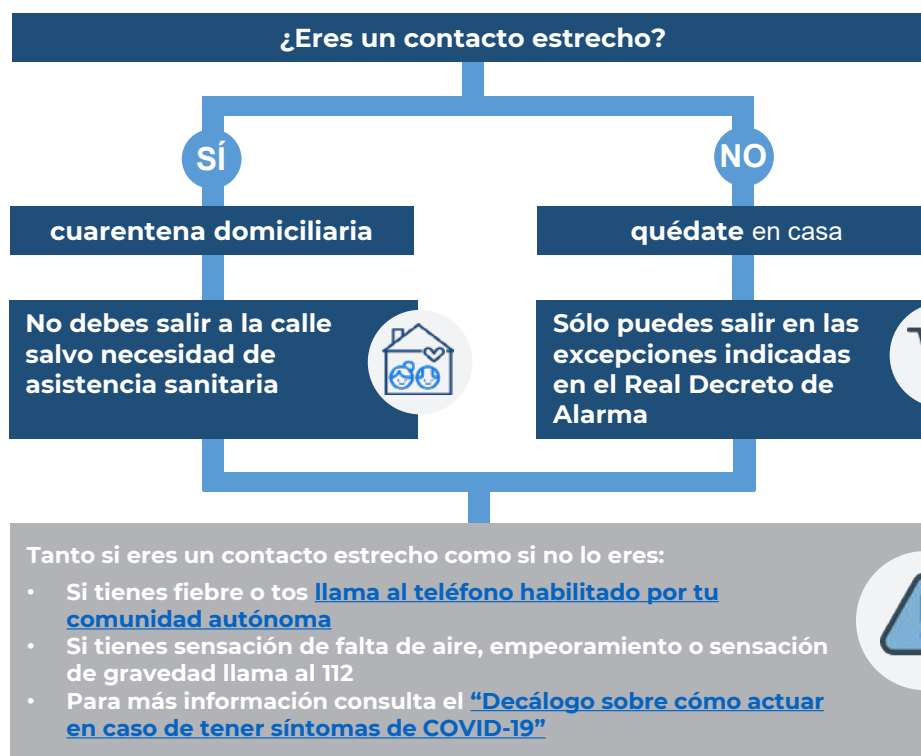 ¿Eres un contacto estrecho?
SÍ
NO
cuarentena domiciliaria
quédate en casa
No debes salir a la calle
salvo necesidad de
asistencia sanitaria
Sólo puedes salir en las
excepciones indicadas
en el Real Decreto de
Alarma
Tanto si eres un contacto estrecho como si no lo eres:
• Si tienes fiebre o tos llama al teléfono habilitado por tu
comunidad autónoma
• Si tienes sensación de falta de aire, empeoramiento o sensación
de gravedad llama al 112
• Para más información consulta el “Decálogo sobre cómo actuar
en caso de tener síntomas de COVID-19”